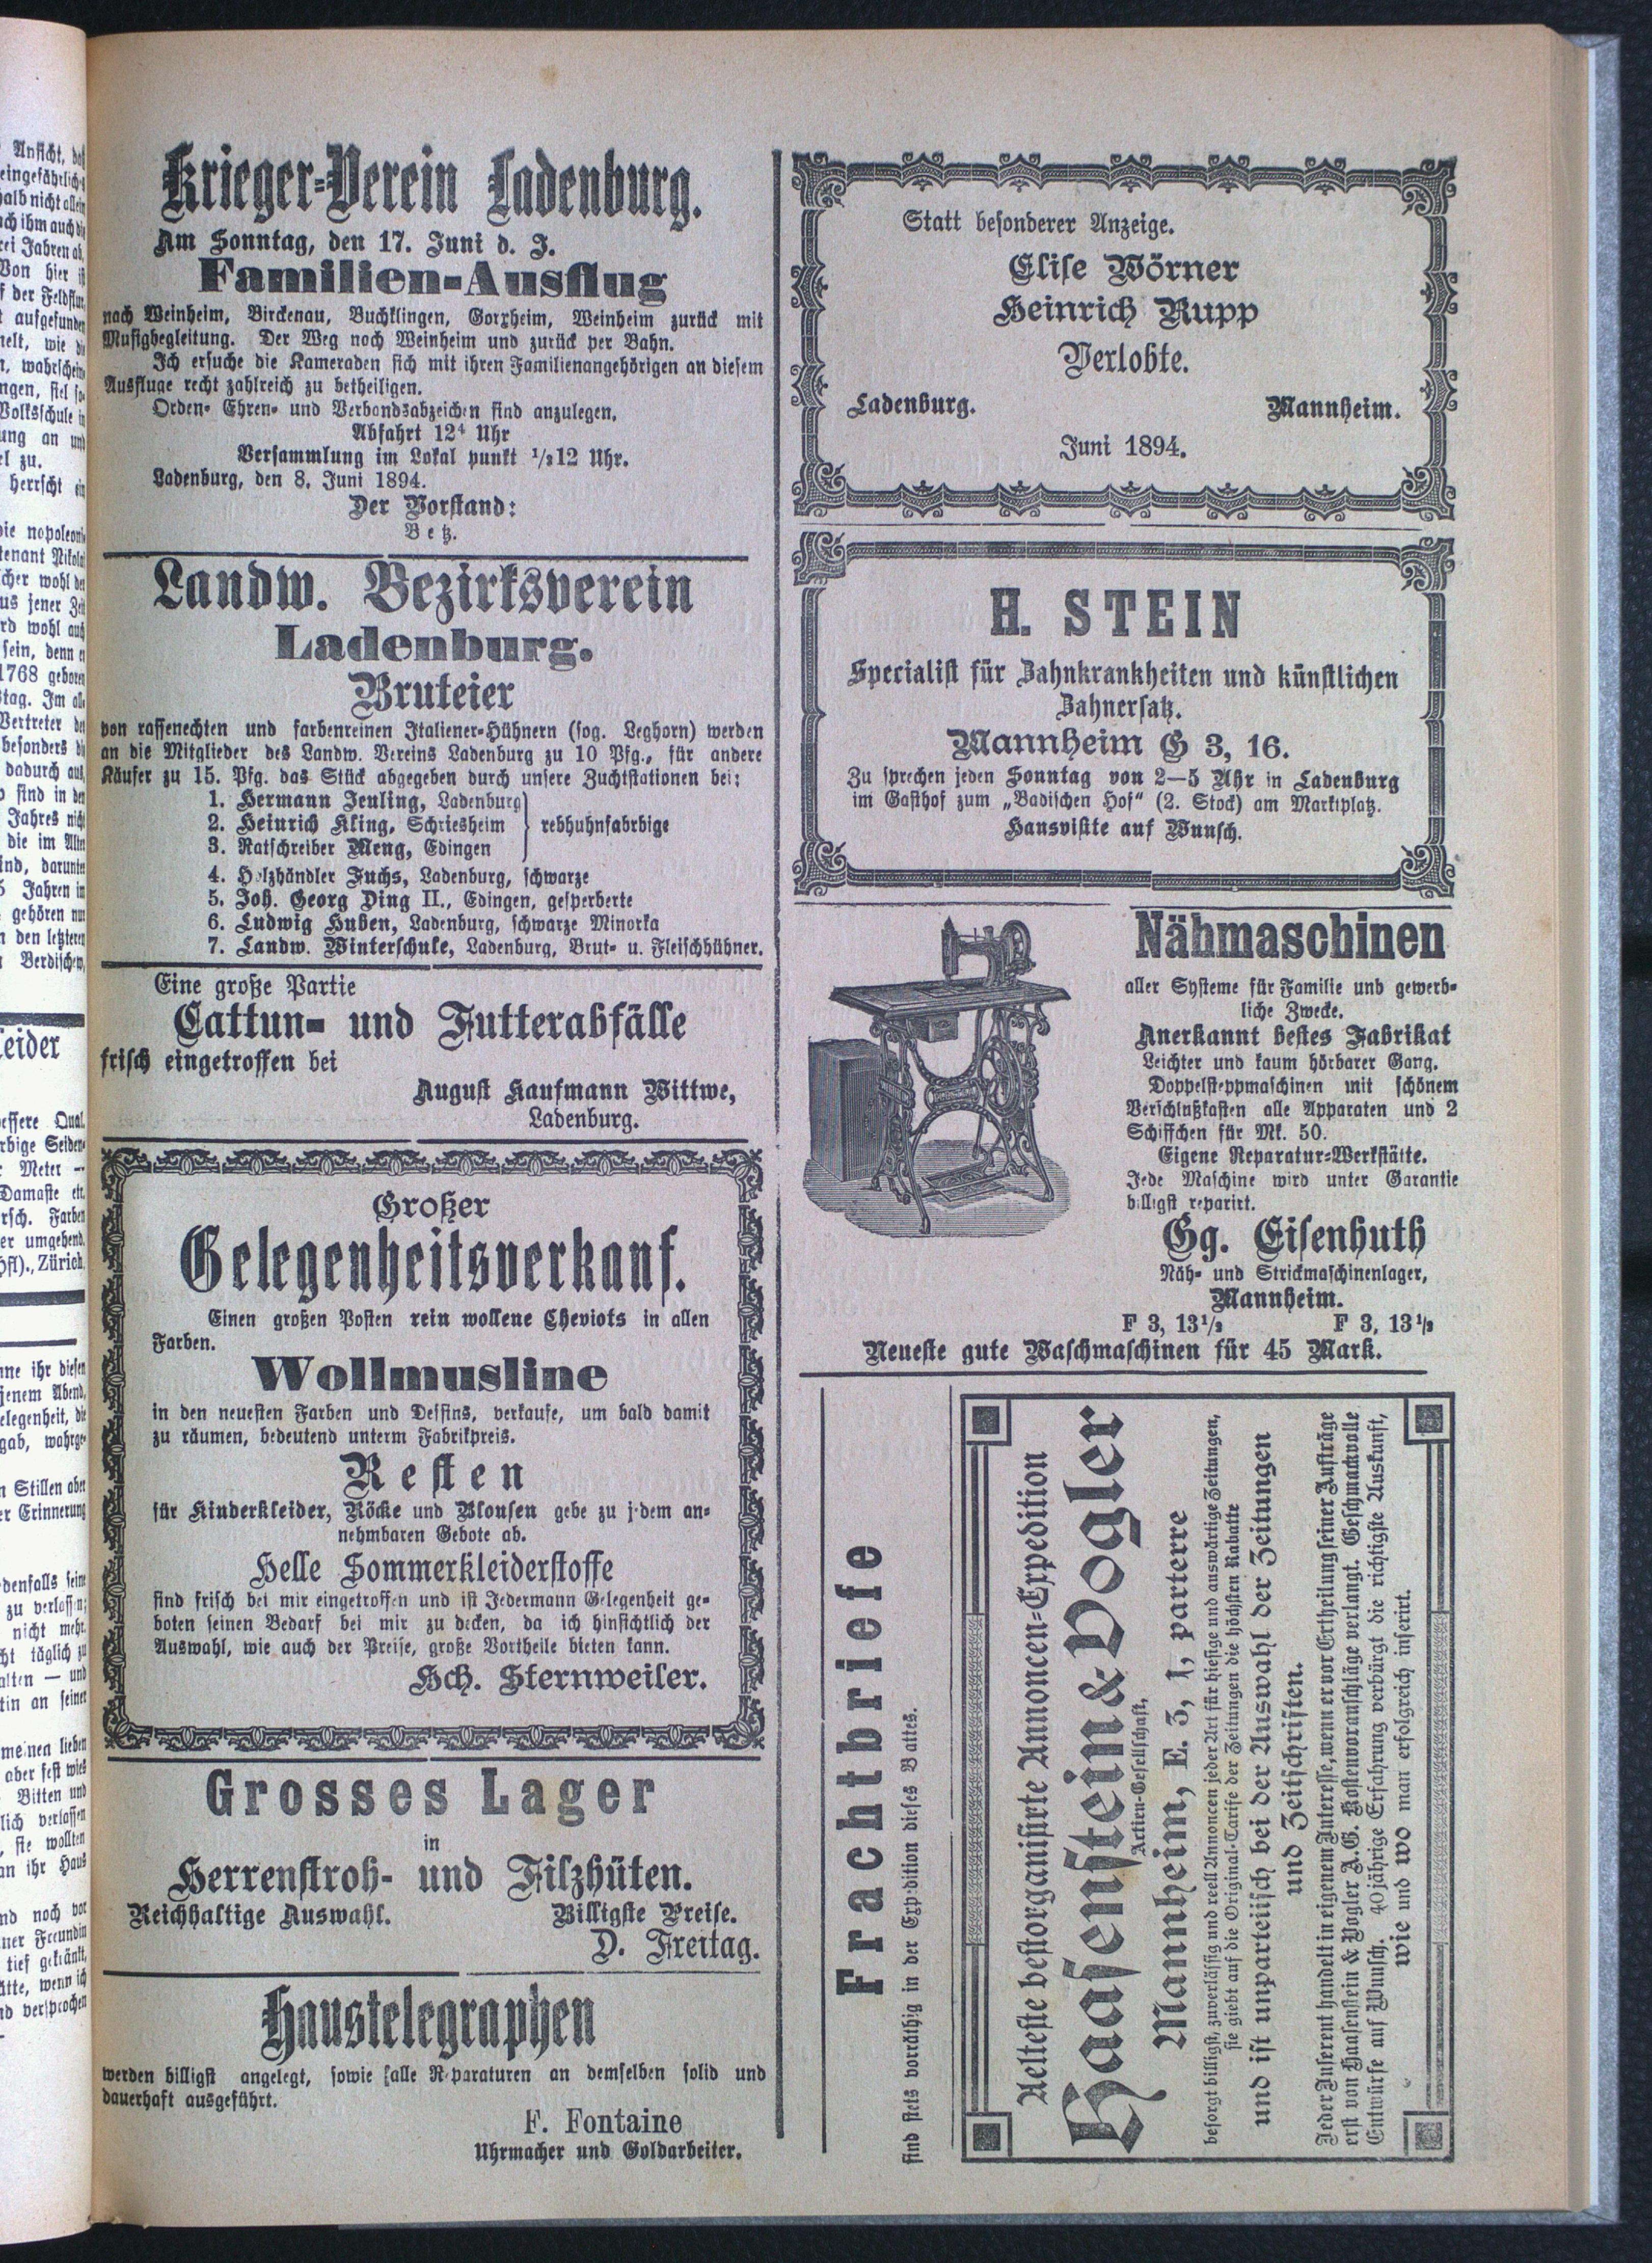 Krieger-Verein Ladenburg.
Am Sonntag, den 17. Juni d. J.
Familien-Ausflug
nach Weinheim, Birckenau, Buchklingen, Gorxheim, Weinheim zurück mit
Musigbegleitung. Der Weg nach Weinheim und zurück per Bahn.
Ich ersuche die Kameraden sich mit ihren Familienangehörigen an diesem
Ausfluge recht zahlreich zu betheiligen.
Orden- Ehren- und Verbandsabzeichen sind anzulegen.
Abfahrt 12⁴ Uhr
Versammlung im Lokal punkt ½12 Uhr.
Ladenburg, den 8. Juni 1894.
Der Vorstand:
Betz.
Landw. Bezirksverein
Ladenburg.
Bruteier
von rassenechten und farbenreinen Italiener-Hühnern (sog. Leghorn) werden
an die Mitglieder des Landw. Vereins Ladenburg zu 10 Pfg., für andere
Käufer zu 15. Pfg. das Stück abgegeben durch unsere Zuchtstationen bei:
1. Hermann Jeuling, Ladenburg
2. Heinrich Kling, Schriesheim } rebhuhnfabrbige
3. Ratschreiber Meng, Edingen
4. Holzhändler Fuchs, Ladenburg, schwarze
5. Joh. Georg Ding II., Edingen, gesperberte
6. Ludwig Huben, Ladenburg, schwarze Minorka
7. Landw. Winterschule, Ladenburg, Brut- u. Fleischhühner.
Eine große Partie
Cattun- und Futterabfälle
frisch eingetroffen bei
August Kaufmann Wittwe,
Ladenburg.
Großer
Gelegenheitsverkauf.
Einen großen Posten rein wollene Cheviots in allen
Farben.
Wollmusline
in den neuesten Farben und Dessins, verkaufe, um bald damit
zu räumen, bedeutend unterm Fabrikpreis.
Resten
für Kinderkleider, Röcke und Blousen gebe zu jedem an-
nehmbaren Gebote ab.
Helle Sommerkleiderstoffe
sind frisch bei mir eingetroffen und ist Jedermann Gelegenheit ge-
boten seinen Bedarf bei mir zu decken, da ich hinsichtlich der
Auswahl, wie auch der Preise, große Vortheile bieten kann.
Hch. Sternweiler.
Grosses Lager
in
Herrenstroh- und Filzhüten.
Reichhaltige Auswahl. Billigste Preise.
D. Freitag.
Haustelegraphen
werden billigst angelegt, sowie alle Reparaturen an demselben solid und
dauerhaft ausgeführt.
F. Fontaine
Uhrmacher und Goldarbeiter.
Statt besonderer Anzeige.
Elise Wörner
Heinrich Rupp
Verlobte.
Ladenburg. Mannheim.
Juni 1894.
H. STEIN
Specialist für Zahnkrankheiten und künstlichen
Zahnersatz.
Mannheim G 3, 16.
Zu sprechen jeden Sonntag von 2—5 Uhr in Ladenburg
im Gasthof zum „Badischen Hof“ (2. Stock) am Marktplatz.
Hausvisite auf Wunsch.
Nähmaschinen
aller Systeme für Familie und gewerb-
liche Zwecke.
Anerkannt bestes Fabrikat
Leichter und kaum hörbarer Gang.
Doppelsteppmaschinen mit schönem
Verschlußkasten alle Apparaten und 2
Schiffchen für Mk. 50.
Eigene Reparatur-Werkstätte.
Jede Maschine wird unter Garantie
billigst reparirt.
Gg. Eisenhuth
Näh- und Strickmaschinenlager,
Mannheim.
F 3, 13½ F 3, 13½
Neueste gute Waschmaschinen für 45 Mark.
Frachtbriefe
sind stets vorräthig in der Expedition dieses Blattes.
Aelteste bestorganisirte Annoncen-Expedition
Haasenstein & Vogler
Actien-Gesellschaft,
Mannheim, E. 3, 1, parterre
besorgt billigst, zuverlässig und reell Annoncen jeder Art für hiesige und auswärtige Zeitungen,
sie giebt auf die Original-Tarife der Zeitungen die höchsten Rabatte
und ist unparteiisch bei der Auswahl der Zeitungen
und Zeitschriften.
Jeder Inserent handelt in eigenem Interesse, wenn er vor Ertheilung seiner Aufträge
erst von Haasenstein & Vogler A.G. Kostenvoranschläge verlangt. Geschmackvolle
Entwürfe auf Wunsch. 40jährige Erfahrung verbürgt die richtigste Auskunft,
wie und wo man erfolgreich inserirt.